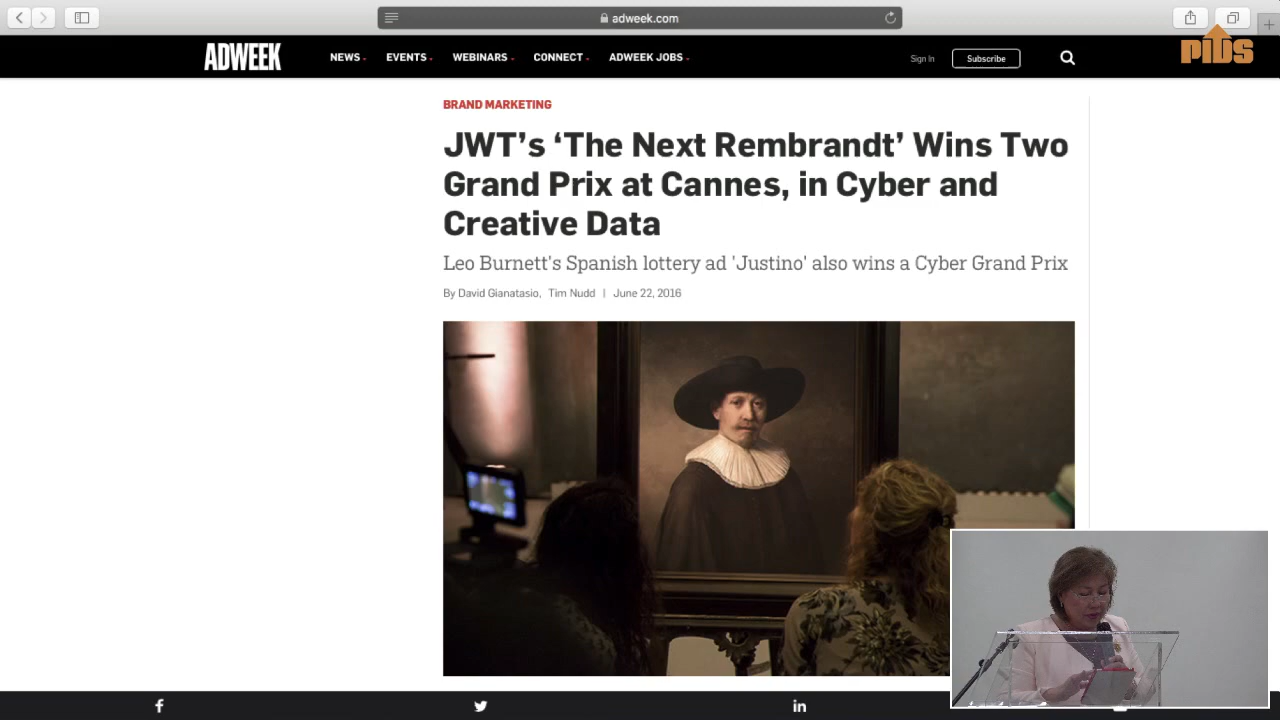 adweek.com
PIDS
ADWEEK
NEWS
EVENTS
WEBINARS
CONNECT
ADWEEK JOBS
Sign In
Subscribe
BRAND MARKETING
JWT's ‘The Next Rembrandt’ Wins Two
Grand Prix at Cannes, in Cyber and
Creative Data
Leo Burnett's Spanish lottery ad 'Justino' also wins a Cyber Grand Prix
By David Gianatasio, Tim Nudd | June 22, 2016